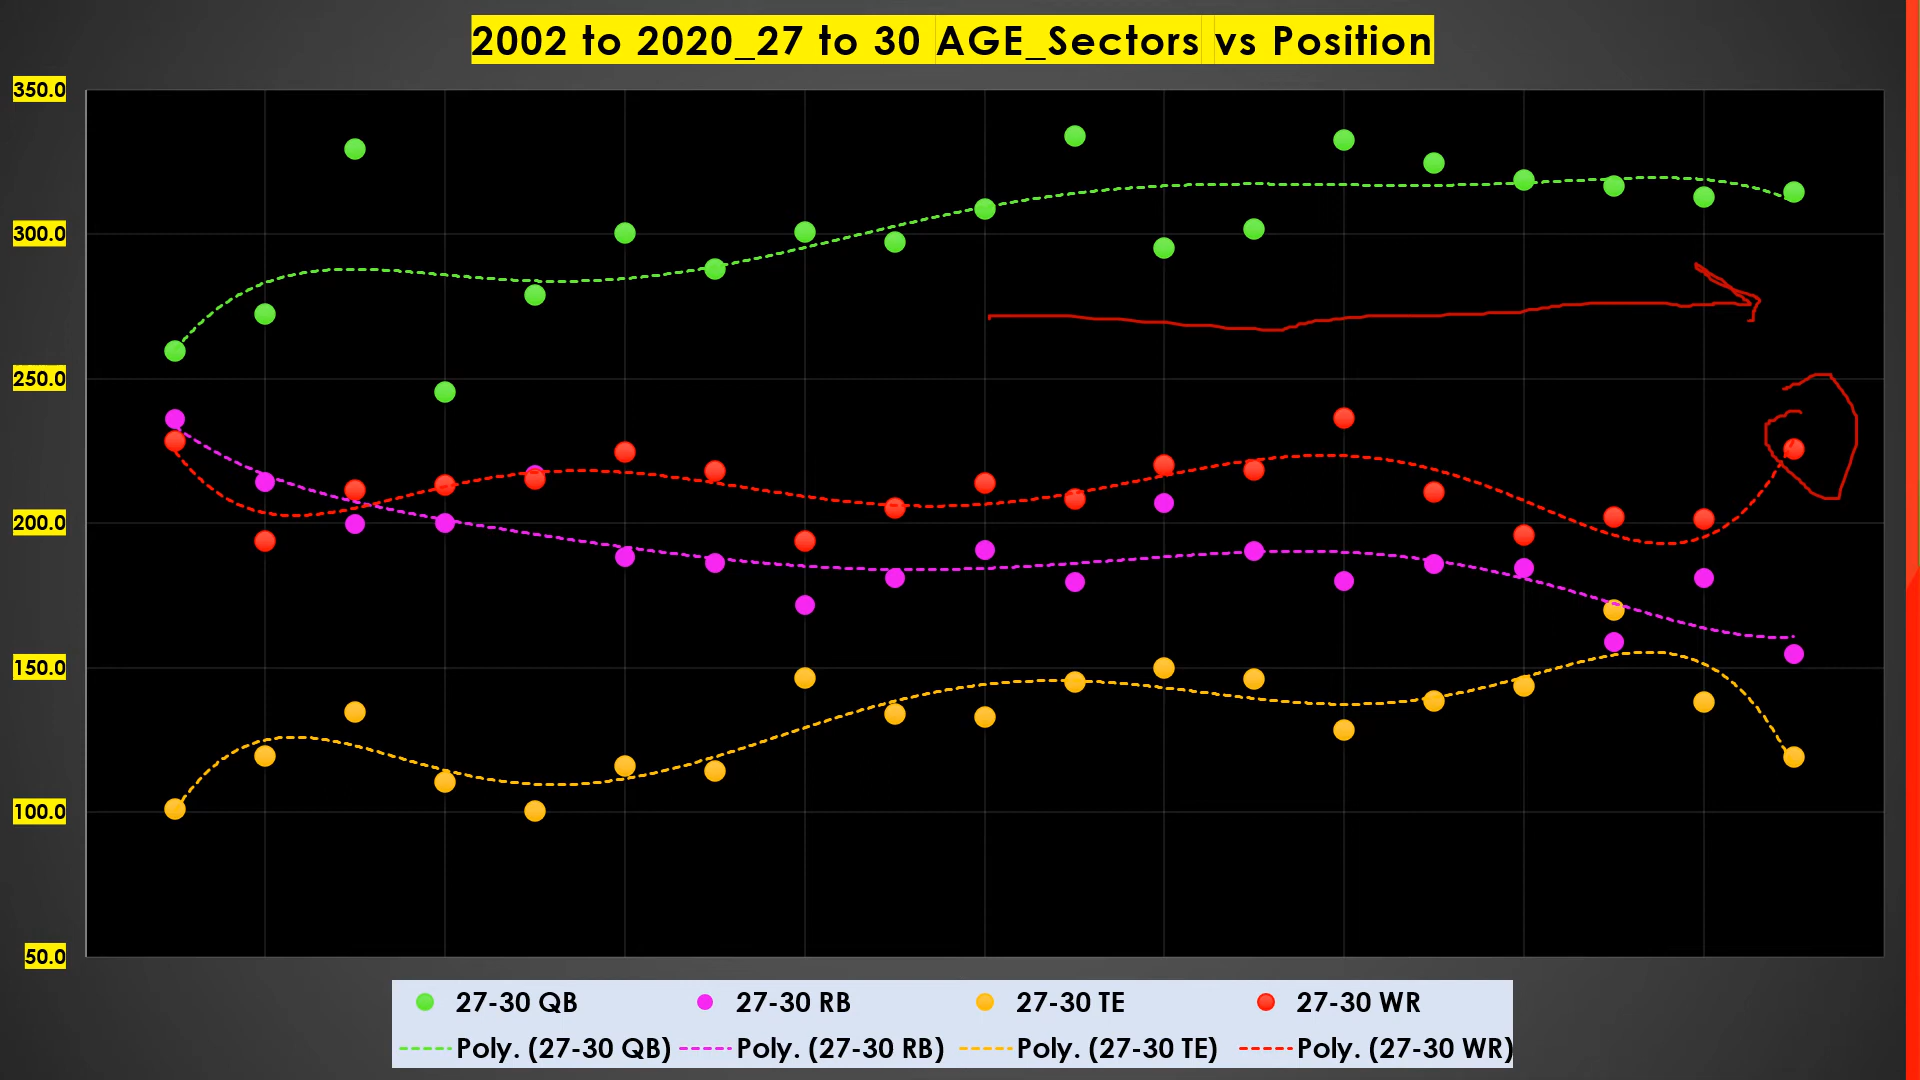 2002 to 2020_27 to 30 AGE_Sectors vs Position
350.0
300.0
250.0
200.0
150.0
100.0
50.0
27-30 QB 27-30 RB 27-30 TE 27-30 WR
Poly. (27-30 QB) Poly. (27-30 RB) Poly. (27-30 TE) Poly. (27-30 WR)